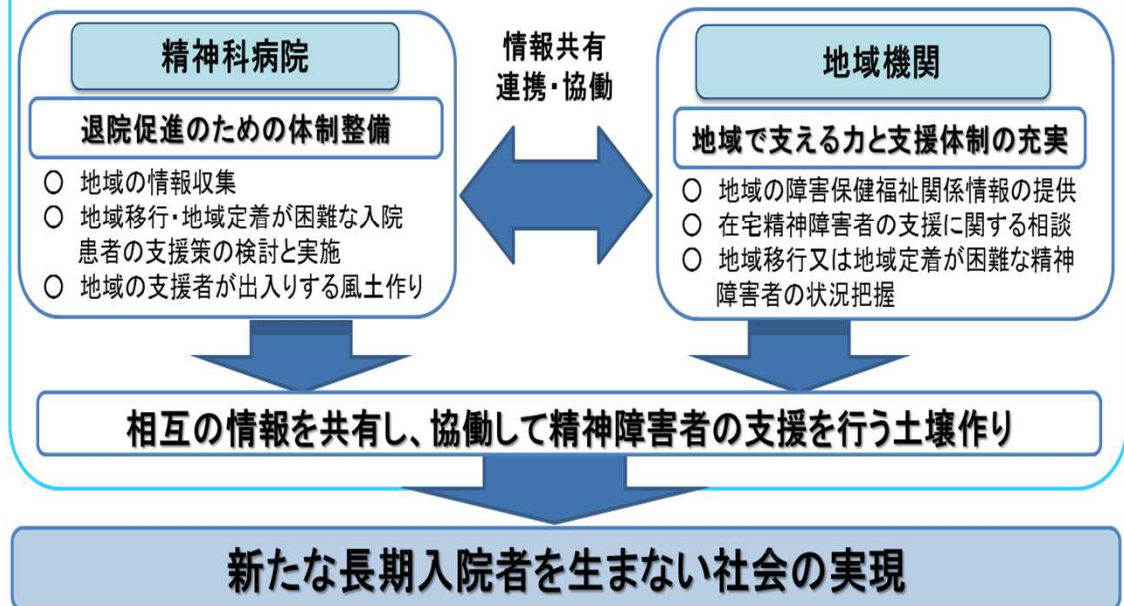 精神科病院
退院促進のための体制整備
○ 地域の情報収集
○ 地域移行・地域定着が困難な入院
患者の支援策の検討と実施
○ 地域の支援者が出入りする風土作り
情報共有
連携・協働
地域機関
地域で支える力と支援体制の充実
○ 地域の障害保健福祉関係情報の提供
○ 在宅精神障害者の支援に関する相談
○ 地域移行又は地域定着が困難な精神
障害者の状況把握
相互の情報を共有し、協働して精神障害者の支援を行う土壌作り
新たな長期入院者を生まない社会の実現